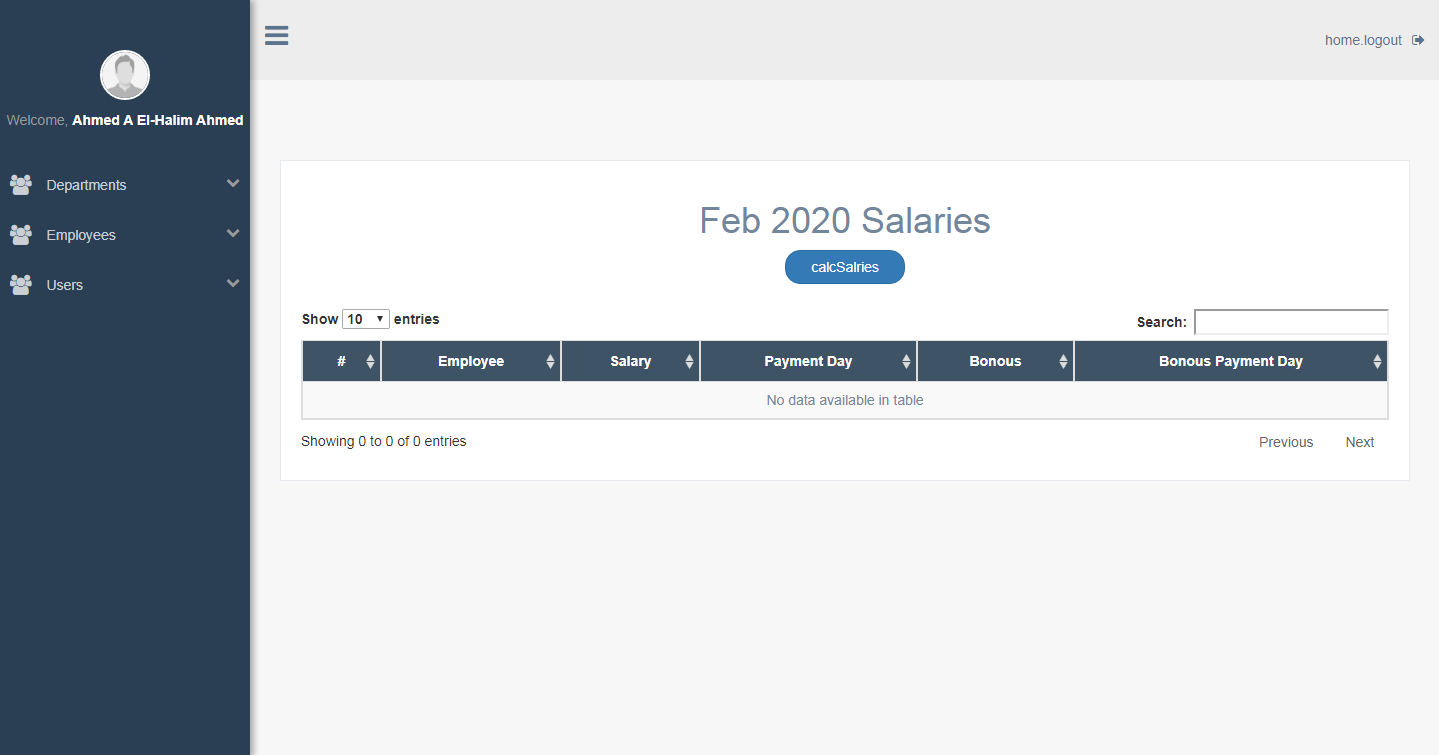 home.logout
Welcome, Ahmed A El-Halim Ahmed
Departments
Employees
Users
Feb 2020 Salaries
calcSalries
Show 10 entries
Search:
# Employee Salary Payment Day Bonous Bonous Payment Day
No data available in table
Showing 0 to 0 of 0 entries
Previous Next